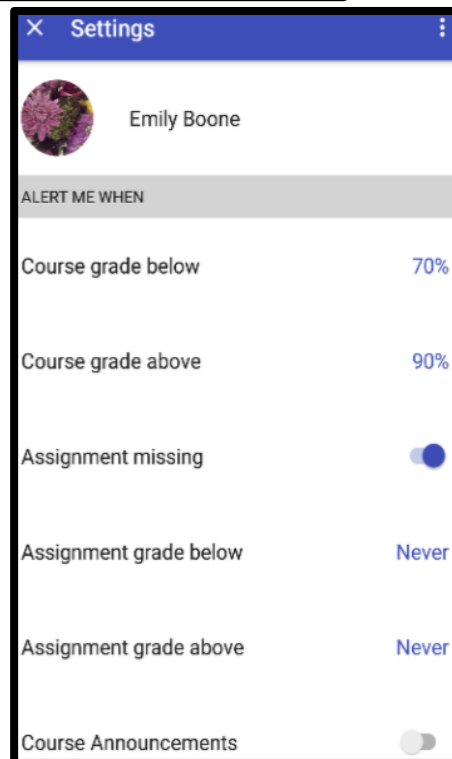 Settings
Emily Boone
ALERT ME WHEN
Course grade below 70%
Course grade above 90%
Assignment missing
Assignment grade below Never
Assignment grade above Never
Course Announcements